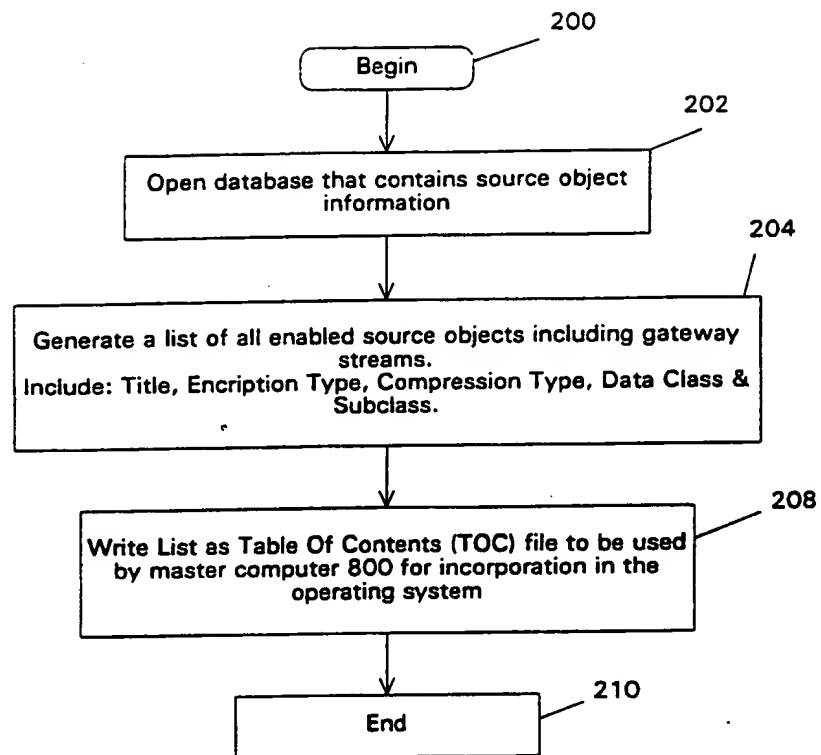 200
Begin
202
Open database that contains source object
information
204
Generate a list of all enabled source objects including gateway
streams.
Include: Title, Encription Type, Compression Type, Data Class &
Subclass.
208
Write List as Table Of Contents (TOC) file to be used
by master computer 800 for incorporation in the
operating system
210
End